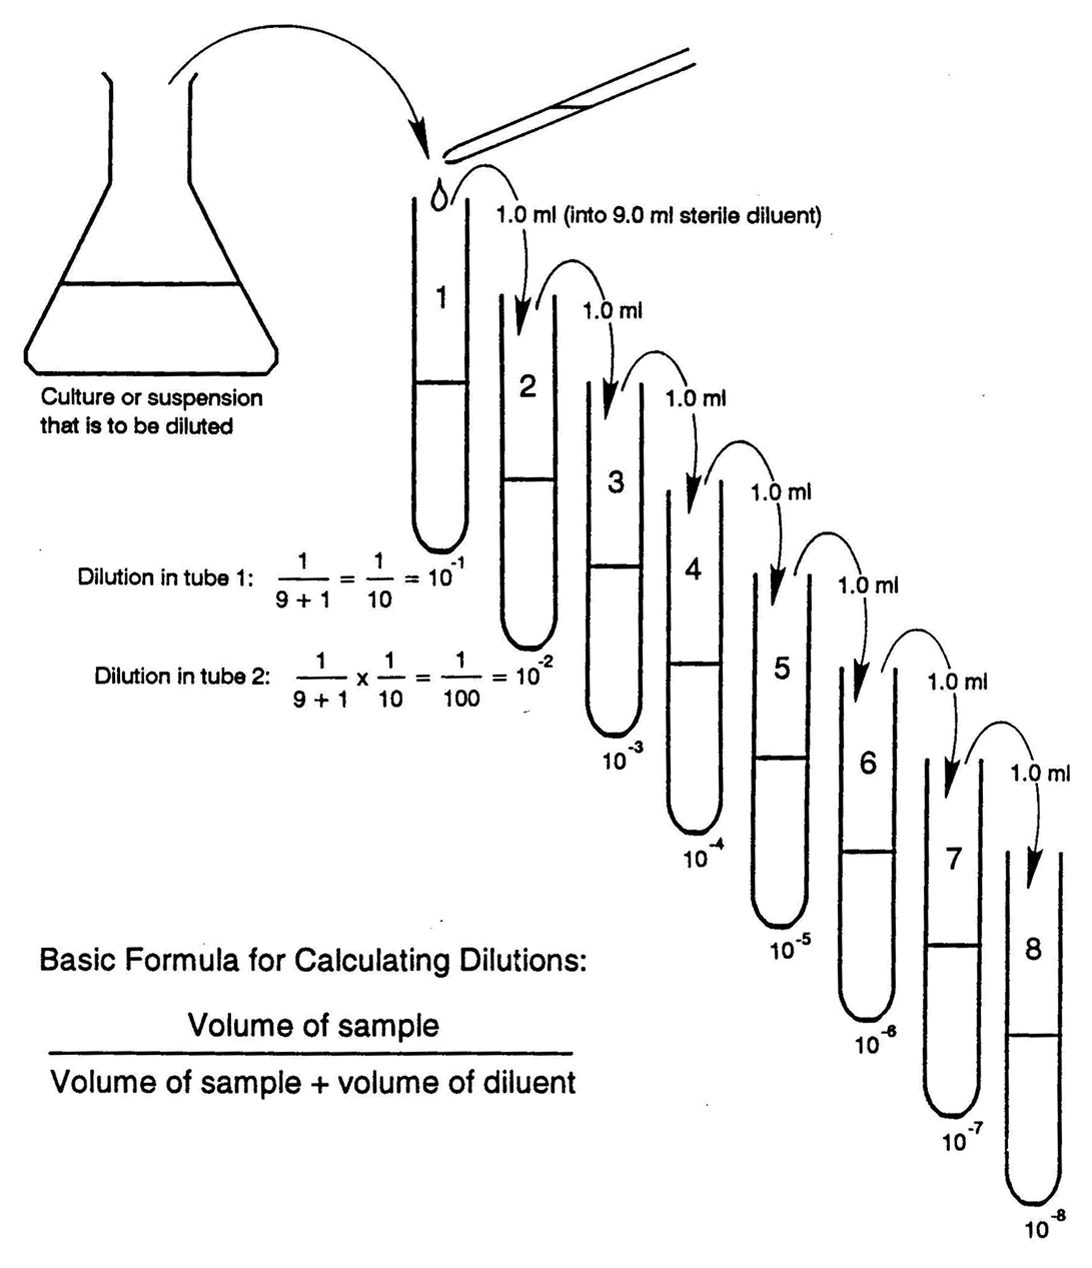 1.0 ml (into 9.0 ml sterile diluent)
1
1.0 ml
2
Culture or suspension
that is to be diluted
1.0 ml
3
1.0 ml
4
Dilution in tube 1: 1/(9 + 1) = 1/10 = 10⁻¹
1.0 ml
5
Dilution in tube 2: 1/(9 + 1) x 1/10 = 1/100 = 10⁻²
1.0 ml
10⁻³
6
1.0 ml
10⁻⁴
7
10⁻⁵
8
Basic Formula for Calculating Dilutions:
Volume of sample
Volume of sample + volume of diluent
10⁻⁶
10⁻⁷
10⁻⁸